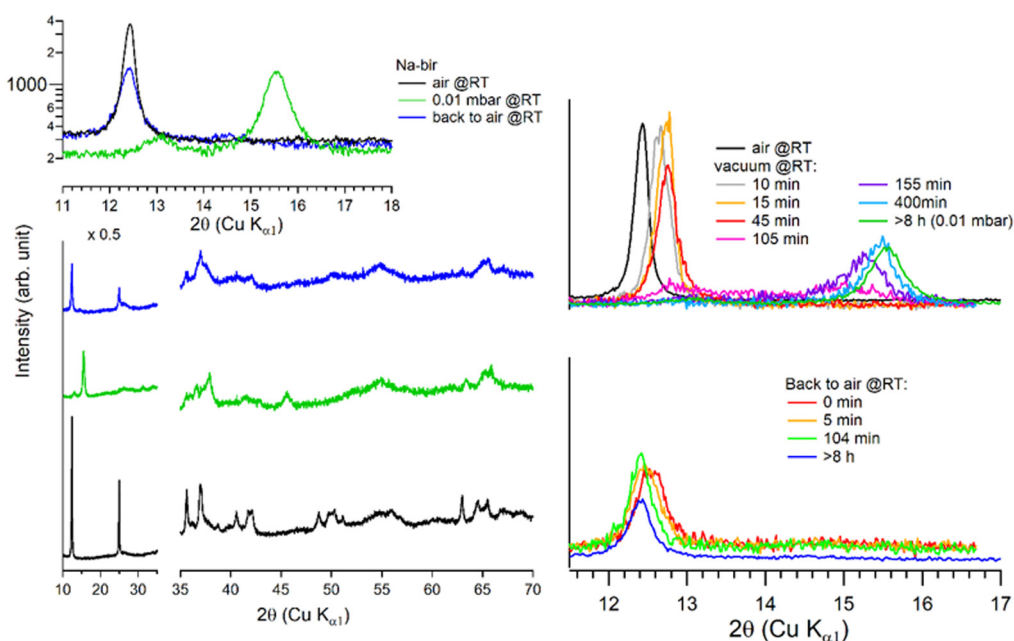 4
2
1000
6
4
2
Na-bir
air @RT
0.01 mbar @RT
back to air @RT
11 12 13 14 15 16 17 18
2θ (Cu Kα1)
x 0.5
Intensity (arb. unit)
10 20 30
35 40 45 50 55 60 65 70
2θ (Cu Kα1)
air @RT
vacuum @RT:
10 min 155 min
15 min 400min
45 min >8 h (0.01 mbar)
105 min
Back to air @RT:
0 min
5 min
104 min
>8 h
12 13 14 15 16 17
2θ (Cu Kα1)